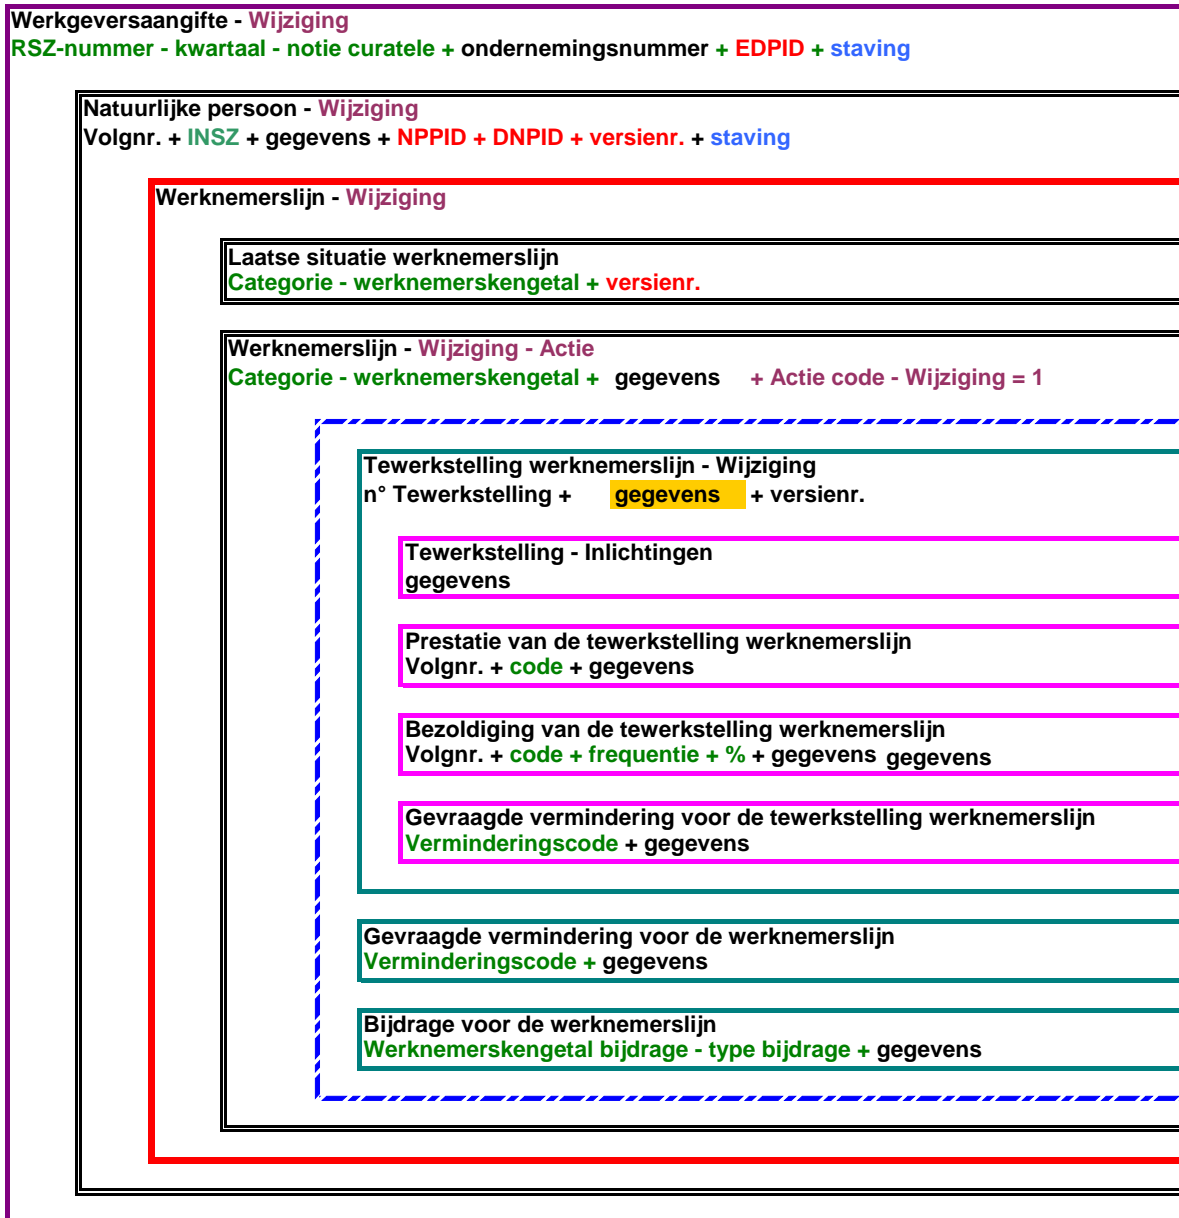 Werkgeversaangifte - Wijziging
RSZ-nummer - kwartaal - notie curatele + ondernemingsnummer + EDPID + staving
Natuurlijke persoon - Wijziging
Volgnr. + INSZ + gegevens + NPPID + DNPID + versienr. + staving
Werknemerslijn - Wijziging
Laatse situatie werknemerslijn
Categorie - werknemerskengetal + versienr.
Werknemerslijn - Wijziging - Actie
Categorie - werknemerskengetal + gegevens + Actie code - Wijziging = 1
Tewerkstelling werknemerslijn - Wijziging
n° Tewerkstelling + gegevens + versienr.
Tewerkstelling - Inlichtingen
gegevens
Prestatie van de tewerkstelling werknemerslijn
Volgnr. + code + gegevens
Bezoldiging van de tewerkstelling werknemerslijn
Volgnr. + code + frequentie + % + gegevens gegevens
Gevraagde vermindering voor de tewerkstelling werknemerslijn
Verminderingscode + gegevens
Gevraagde vermindering voor de werknemerslijn
Verminderingscode + gegevens
Bijdrage voor de werknemerslijn
Werknemerskengetal bijdrage - type bijdrage + gegevens